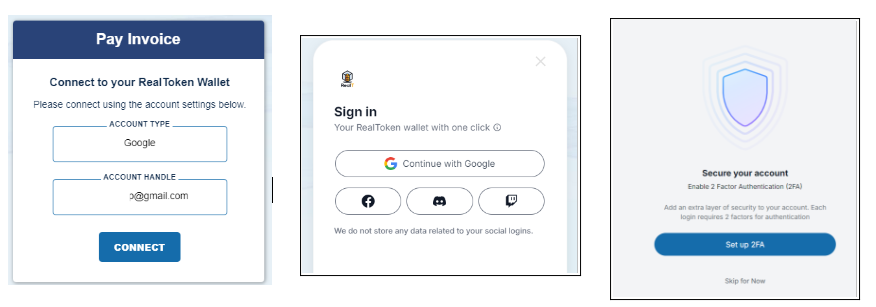 Pay Invoice
Connect to your RealToken Wallet
Please connect using the account settings below.
ACCOUNT TYPE
Google
ACCOUNT HANDLE
@gmail.com
CONNECT
RealT
Sign in
Your RealToken wallet with one click
Continue with Google
We do not store any data related to your social logins.
Secure your account
Enable 2 Factor Authentication (2FA)
Add an extra layer of security to your account. Each
login requires 2 factors for authentication
Set up 2FA
Skip for Now